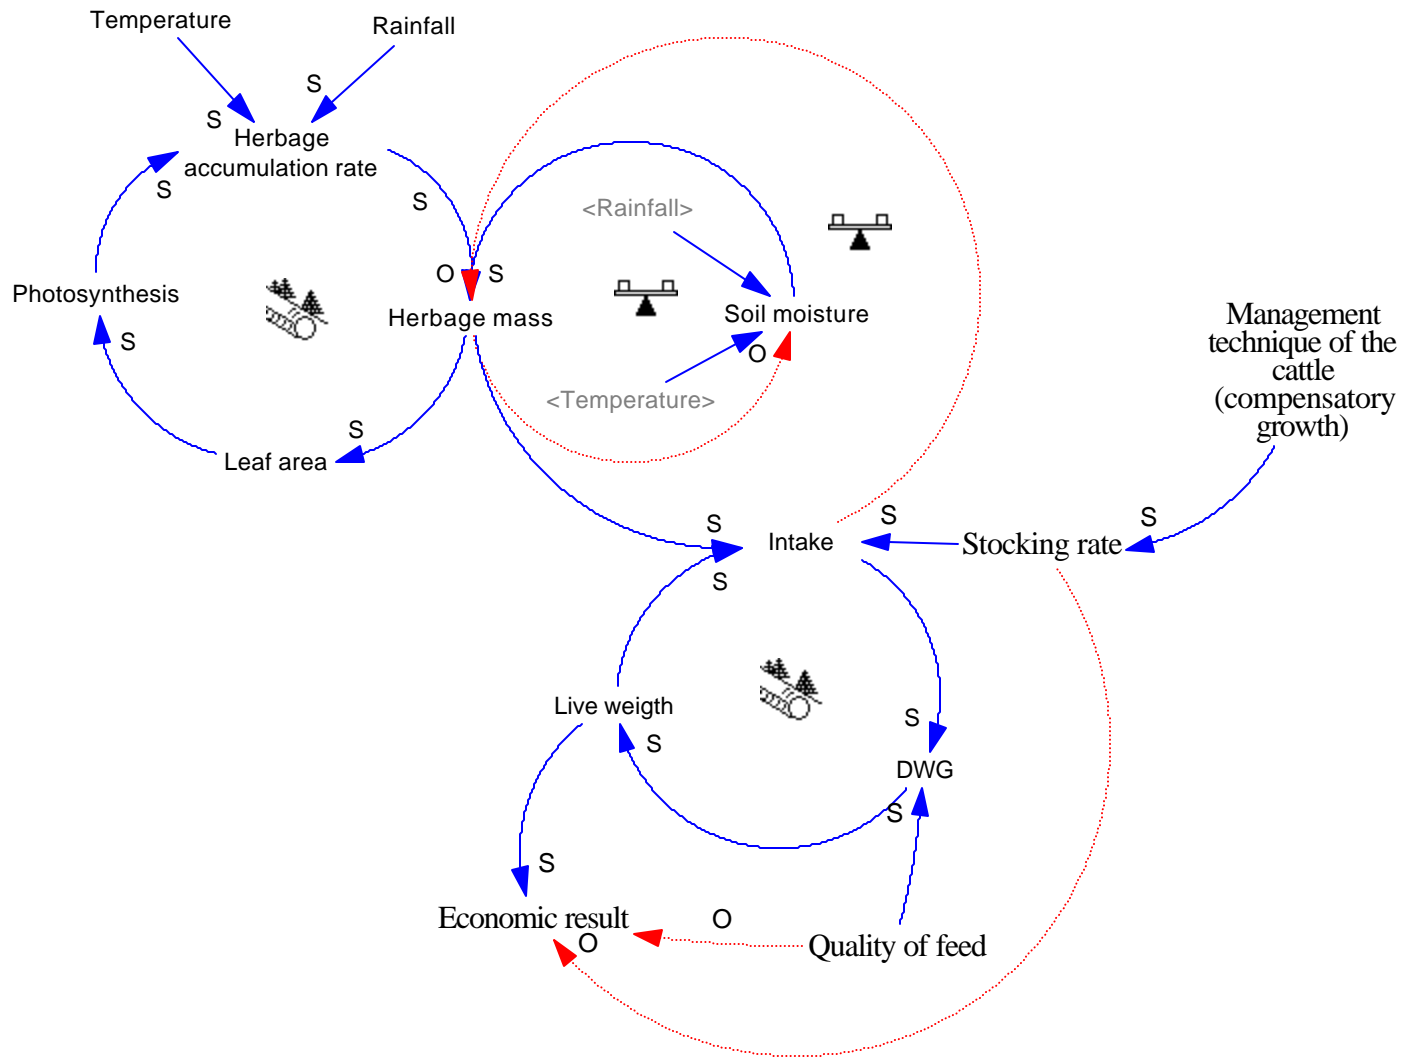 Temperature
Rainfall
S
S
Herbage
accumulation rate
S
S
<Rainfall>
O
S
Photosynthesis
Herbage mass
Soil moisture
S
O
<Temperature>
Management
technique of the
cattle
(compensatory
growth)
S
Leaf area
S
S
S
Intake
Stocking rate
S
Live weigth
S
S
DWG
S
S
Economic result
O
O
Quality of feed